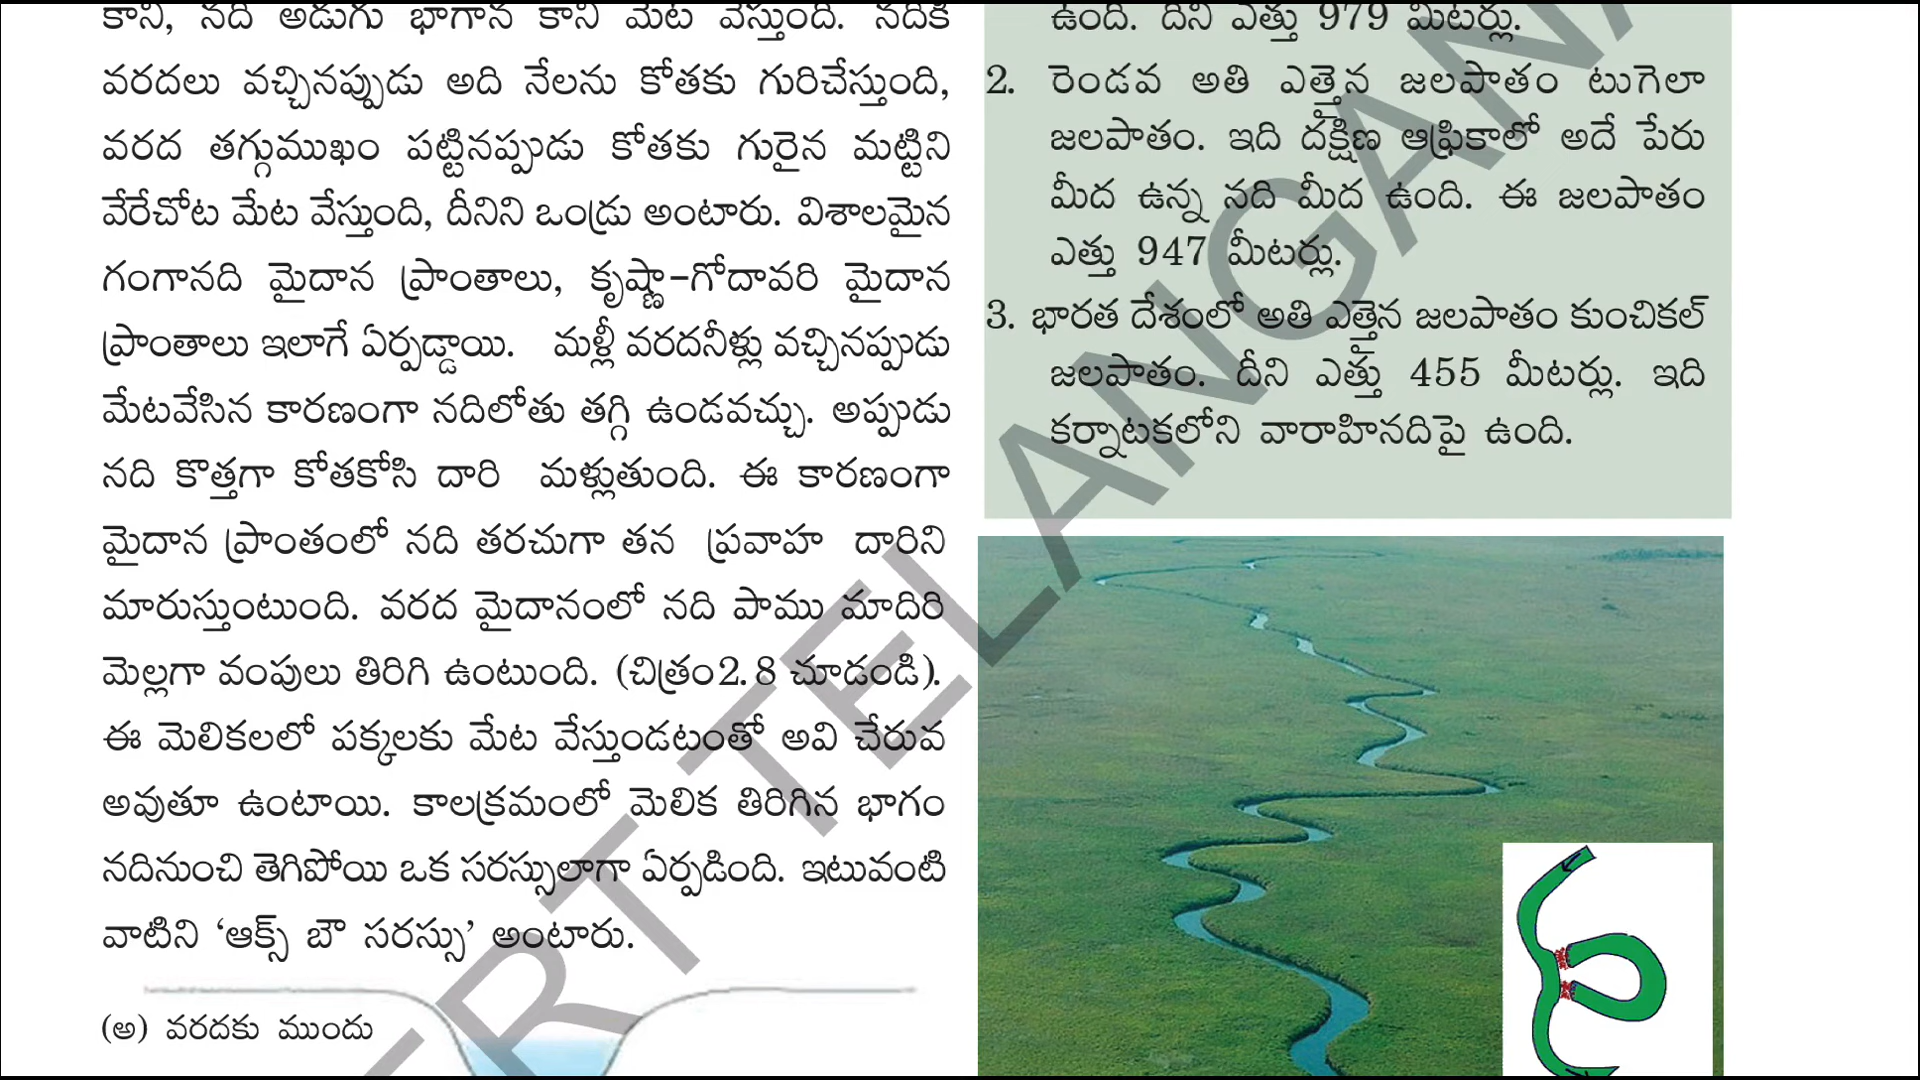 కాని, నది అడుగు భాగాన కాని మేట వేస్తుంది. నదికి
వరదలు వచ్చినప్పుడు అది నేలను కోతకు గురిచేస్తుంది,
వరద తగ్గుముఖం పట్టినప్పుడు కోతకు గురైన మట్టిని
వేరేచోట మేట వేస్తుంది, దీనిని ఒండ్రు అంటారు. విశాలమైన
గంగానది మైదాన ప్రాంతాలు, కృష్ణా-గోదావరి మైదాన
ప్రాంతాలు ఇలాగే ఏర్పడ్డాయి. మళ్లీ వరదనీళ్లు వచ్చినప్పుడు
మేటవేసిన కారణంగా నదిలోతు తగ్గి ఉండవచ్చు. అప్పుడు
నది కొత్తగా కోతకోసి దారి మళ్లుతుంది. ఈ కారణంగా
మైదాన ప్రాంతంలో నది తరచుగా తన ప్రవాహ దారిని
మారుస్తుంటుంది. వరద మైదానంలో నది పాము మాదిరి
మెల్లగా వంపులు తిరిగి ఉంటుంది. (చిత్రం2.8 చూడండి).
ఈ మెలికలలో పక్కలకు మేట వేస్తుండటంతో అవి చేరువ
అవుతూ ఉంటాయి. కాలక్రమంలో మెలిక తిరిగిన భాగం
నదినుంచి తెగిపోయి ఒక సరస్సులాగా ఏర్పడింది. ఇటువంటి
వాటిని ‘ఆక్స్ బౌ సరస్సు’ అంటారు.
(అ) వరదకు ముందు
ఉంది. దీని ఎత్తు 979 మీటర్లు.
2. రెండవ అతి ఎత్తైన జలపాతం టుగెలా
జలపాతం. ఇది దక్షిణ ఆఫ్రికాలో అదే పేరు
మీద ఉన్న నది మీద ఉంది. ఈ జలపాతం
ఎత్తు 947 మీటర్లు.
3. భారత దేశంలో అతి ఎత్తైన జలపాతం కుంచికల్
జలపాతం. దీని ఎత్తు 455 మీటర్లు. ఇది
కర్నాటకలోని వారాహినదిపై ఉంది.
ERT TELANGANA